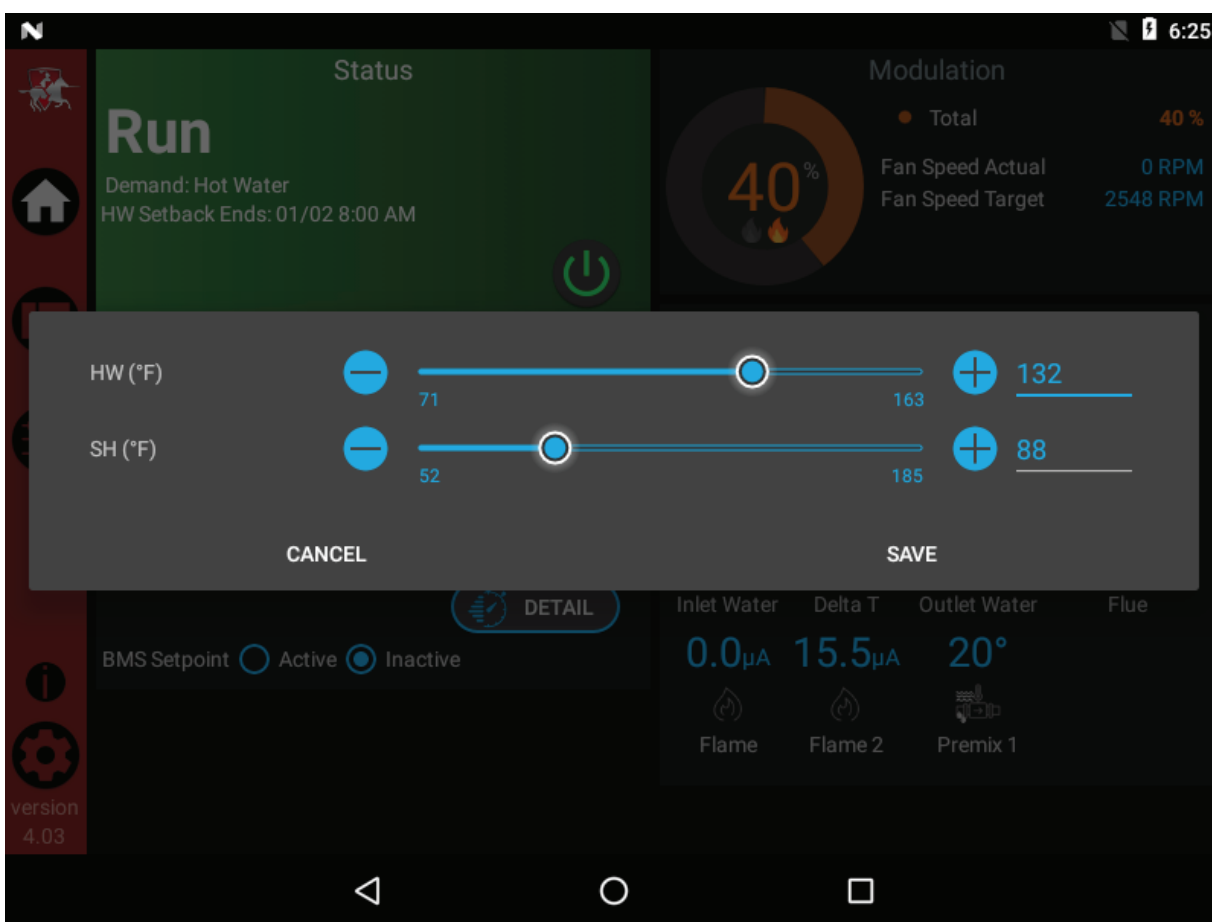 6:25
Status
Run
Demand: Hot Water
HW Setback Ends: 01/02 8:00 AM
Modulation
40%
Total 40 %
Fan Speed Actual 0 RPM
Fan Speed Target 2548 RPM
HW (°F) 71 163 132
SH (°F) 52 185 88
CANCEL SAVE
DETAIL
BMS Setpoint Active Inactive
Inlet Water Delta T Outlet Water Flue
0.0µA 15.5µA 20°
Flame Flame 2 Premix 1
version
4.03